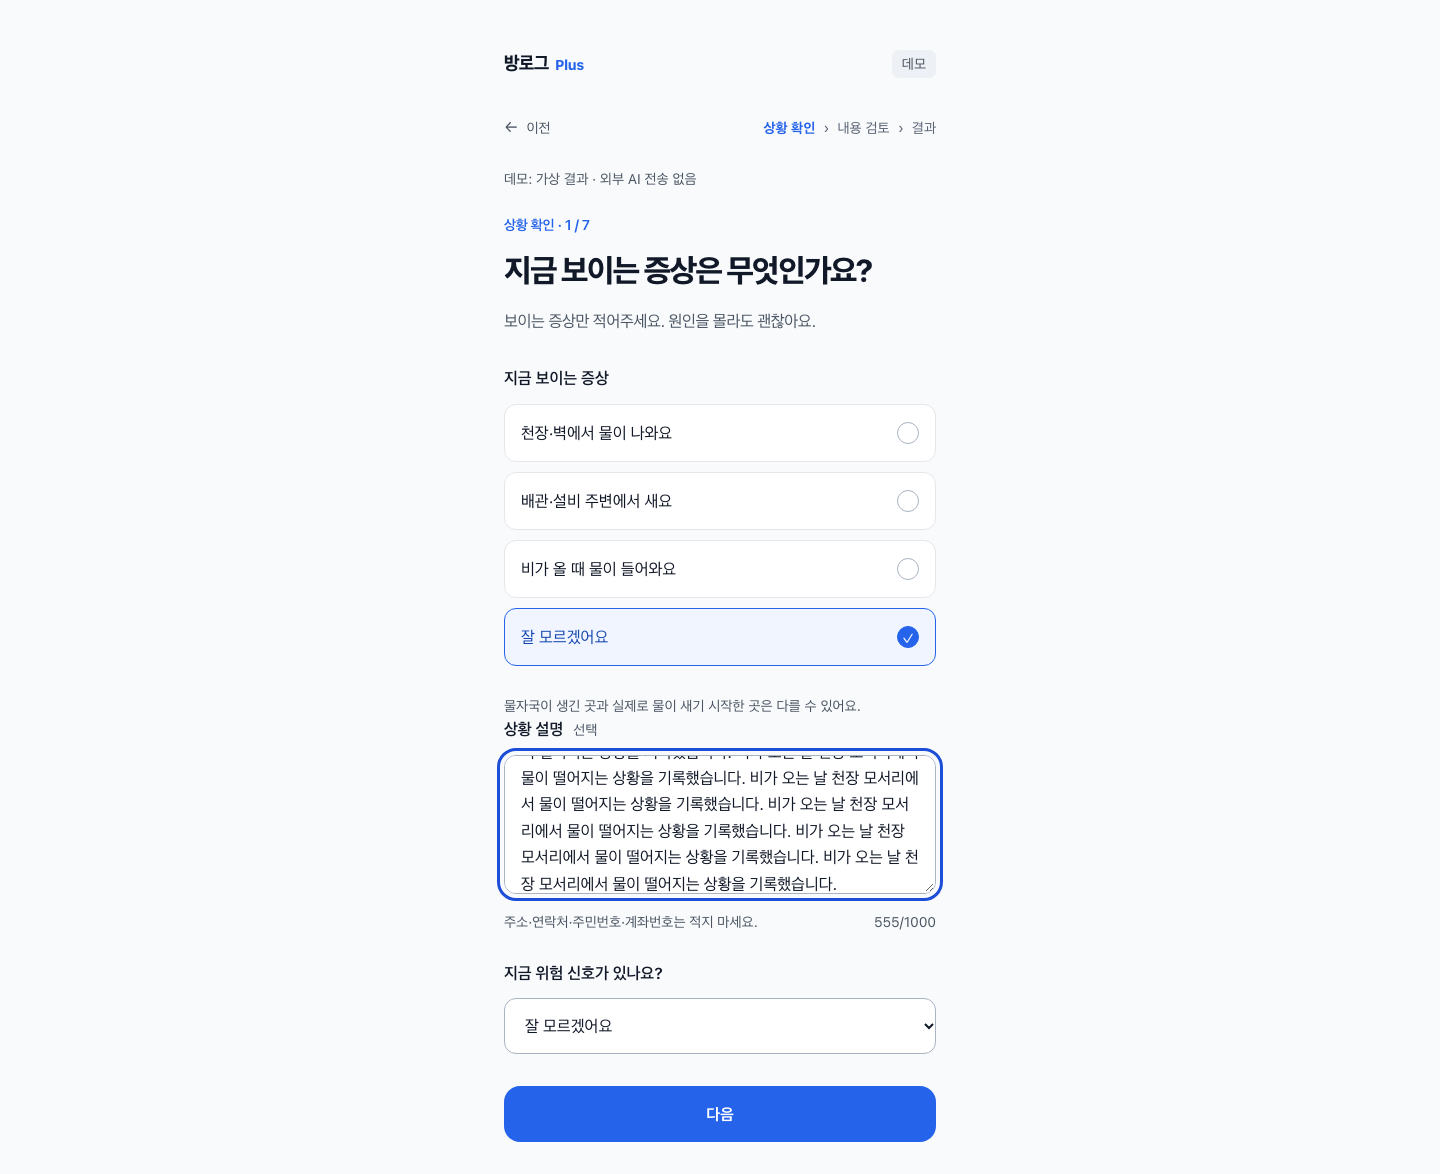 방로그 Plus
데모
← 이전
상황 확인 › 내용 검토 › 결과
데모: 가상 결과 · 외부 AI 전송 없음
상황 확인 · 1 / 7
지금 보이는 증상은 무엇인가요?
보이는 증상만 적어주세요. 원인을 몰라도 괜찮아요.
지금 보이는 증상
천장·벽에서 물이 나와요
배관·설비 주변에서 새요
비가 올 때 물이 들어와요
잘 모르겠어요
물자국이 생긴 곳과 실제로 물이 새기 시작한 곳은 다를 수 있어요.
상황 설명 선택
물이 떨어지는 상황을 기록했습니다. 비가 오는 날 천장 모서리에
서 물이 떨어지는 상황을 기록했습니다. 비가 오는 날 천장 모서
리에서 물이 떨어지는 상황을 기록했습니다. 비가 오는 날 천장
모서리에서 물이 떨어지는 상황을 기록했습니다. 비가 오는 날 천
장 모서리에서 물이 떨어지는 상황을 기록했습니다.
주소·연락처·주민번호·계좌번호는 적지 마세요.
555/1000
지금 위험 신호가 있나요?
잘 모르겠어요
다음